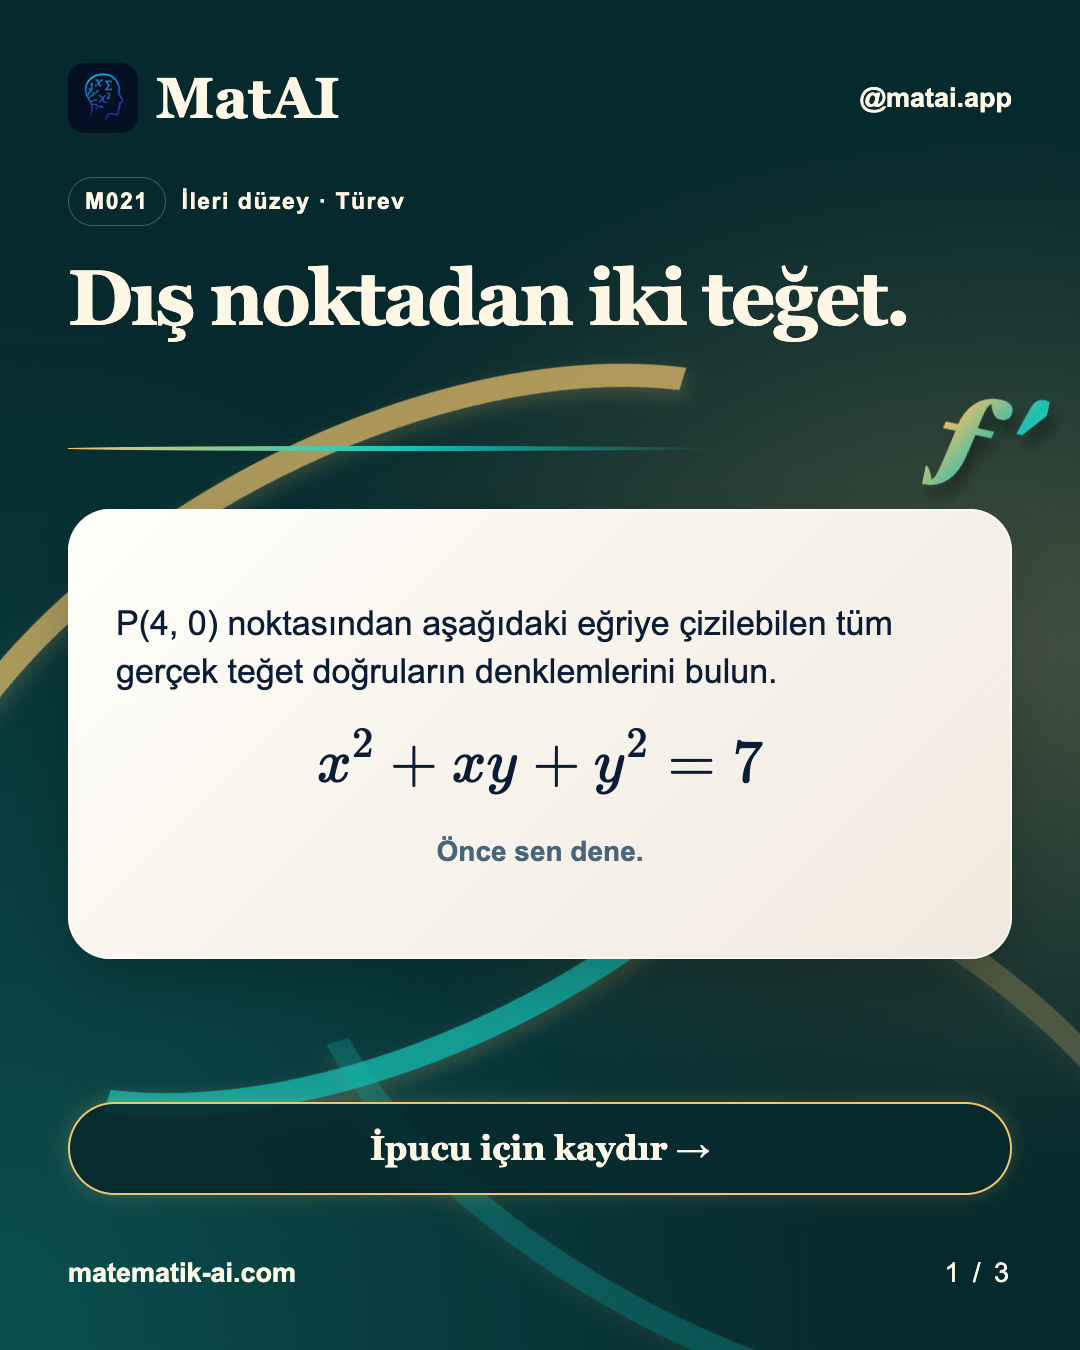 MatAI
@matai.app
M021 İleri düzey · Türev
Dış noktadan iki teğet.
f′
P(4, 0) noktasından aşağıdaki eğriye çizilebilen tüm
gerçek teğet doğruların denklemlerini bulun.
x² + xy + y² = 7
Önce sen dene.
İpucu için kaydır →
matematik-ai.com
1 / 3